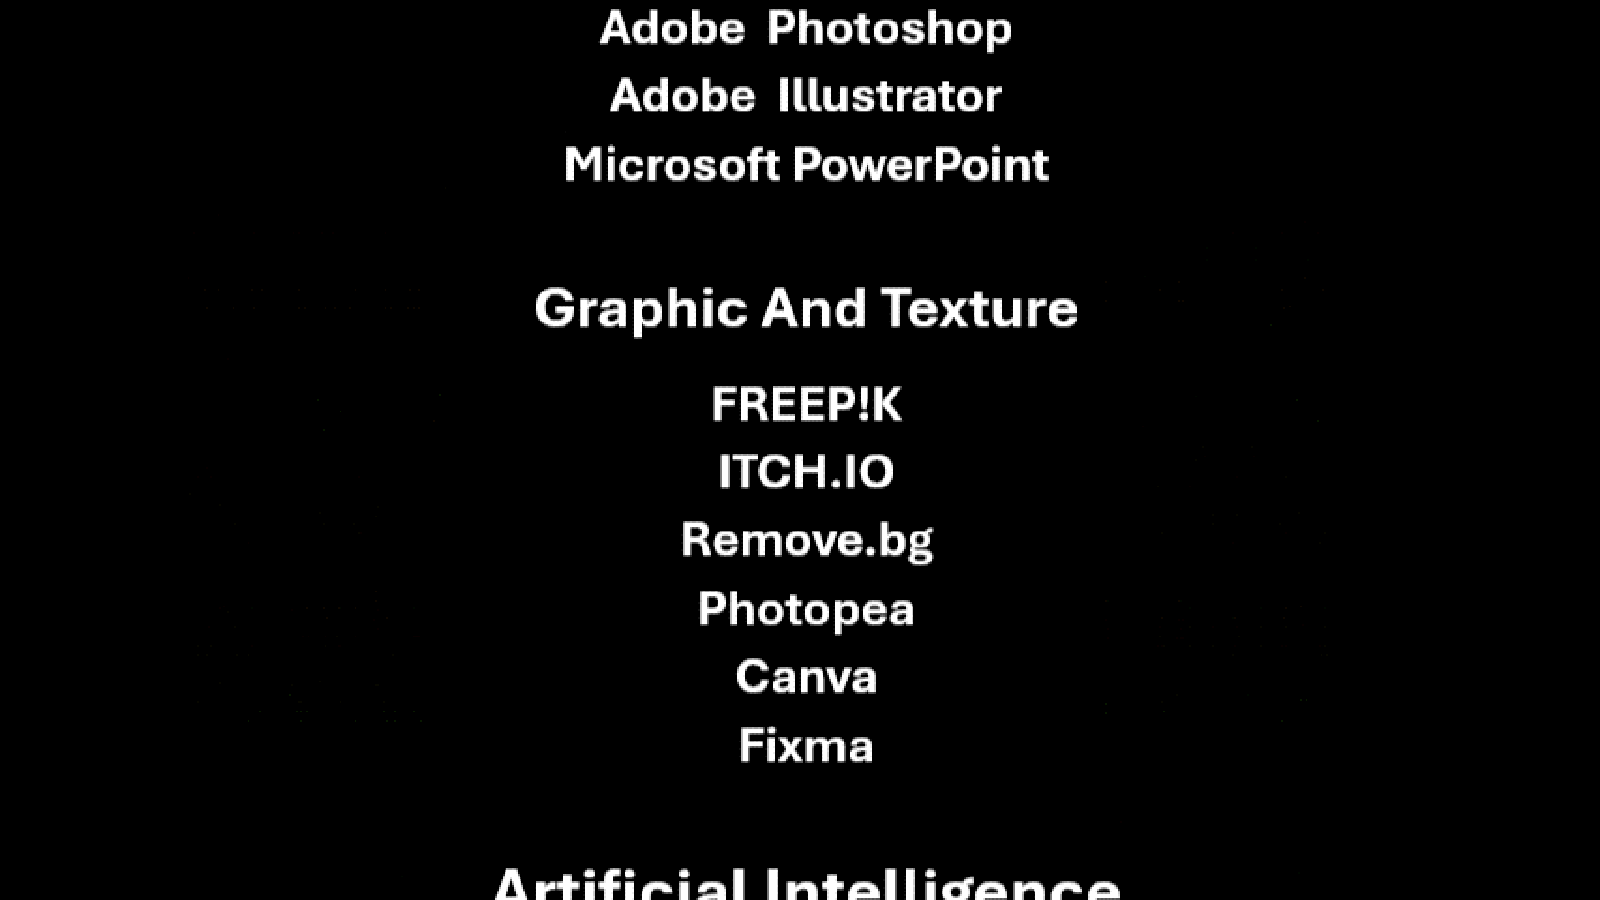 Adobe Photoshop
Adobe Illustrator
Microsoft PowerPoint
Graphic And Texture
FREEP!K
ITCH.IO
Remove.bg
Photopea
Canva
Fixma
Artificial Intelligence